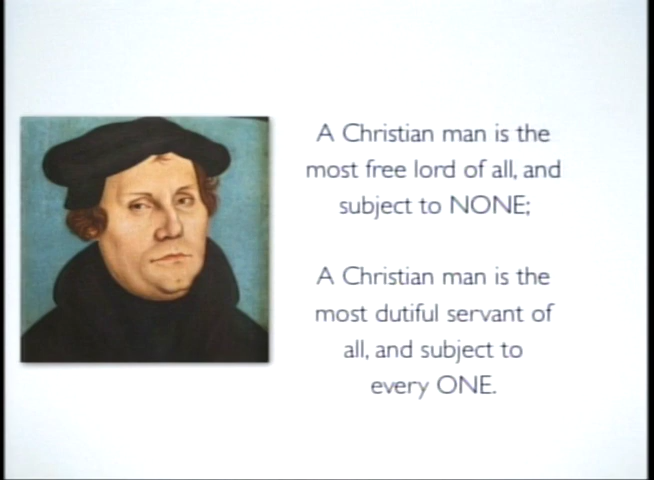 A Christian man is the
most free lord of all, and
subject to NONE;
A Christian man is the
most dutiful servant of
all, and subject to
every ONE.